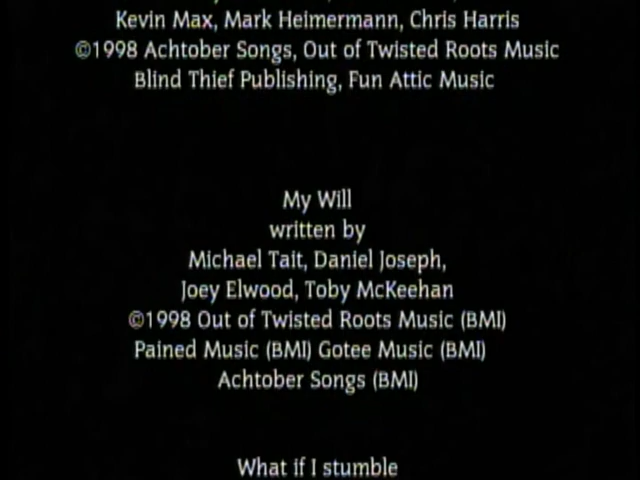 Kevin Max, Mark Heimermann, Chris Harris
©1998 Achtober Songs, Out of Twisted Roots Music
Blind Thief Publishing, Fun Attic Music
My Will
written by
Michael Tait, Daniel Joseph,
Joey Elwood, Toby McKeehan
©1998 Out of Twisted Roots Music (BMI)
Pained Music (BMI) Gotee Music (BMI)
Achtober Songs (BMI)
What if I stumble